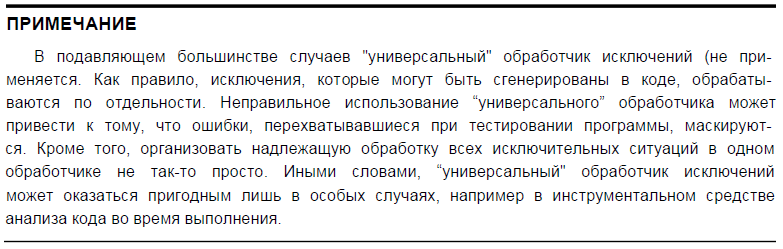 ПРИМЕЧАНИЕ
В подавляющем большинстве случаев "универсальный" обработчик исключений (не при-
меняется. Как правило, исключения, которые могут быть сгенерированы в коде, обрабаты-
ваются по отдельности. Неправильное использование “универсального” обработчика может
привести к тому, что ошибки, перехватывавшиеся при тестировании программы, маскируют-
ся. Кроме того, организовать надлежащую обработку всех исключительных ситуаций в одном
обработчике не так-то просто. Иными словами, “универсальный" обработчик исключений
может оказаться пригодным лишь в особых случаях, например в инструментальном средстве
анализа кода во время выполнения.